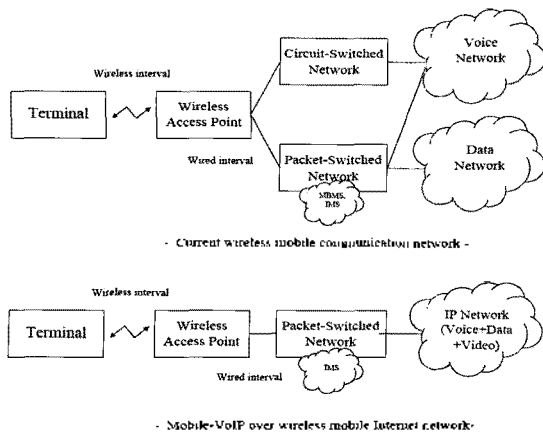 Circuit-Switched
Network
Voice
Network
Wireless interval
Terminal
Wireless
Access Point
Wired interval
Packet-Switched
Network
MBMS,
IMS
Data
Network
- Current wireless mobile communication network -
Wireless interval
Terminal
Wireless
Access Point
Packet-Switched
Network
IP Network
(Voice+Data
+Video)
Wired interval
IMS
- Mobile-VoIP over wireless mobile Internet network-